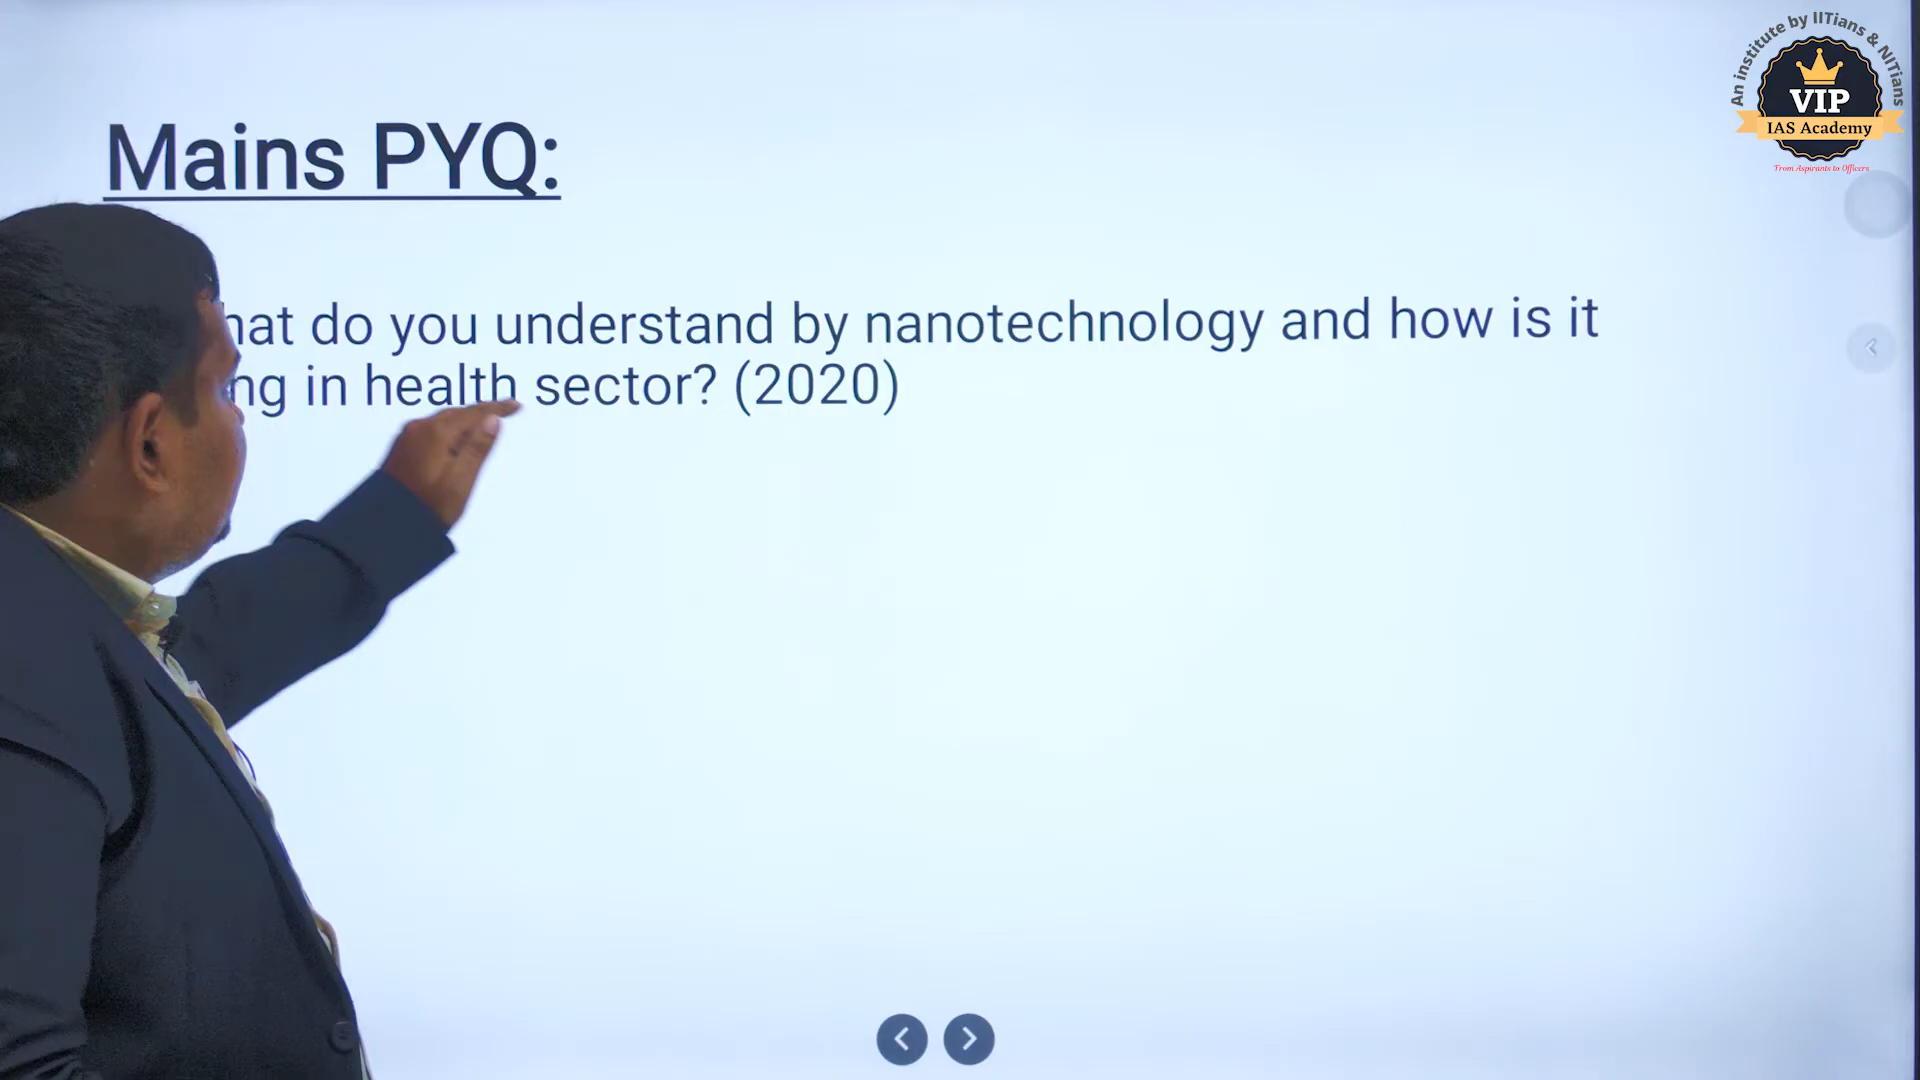 An institute by IITians & NITians
VIP
IAS Academy
From Aspirants to Officers
Mains PYQ:
hat do you understand by nanotechnology and how is it
ng in health sector? (2020)